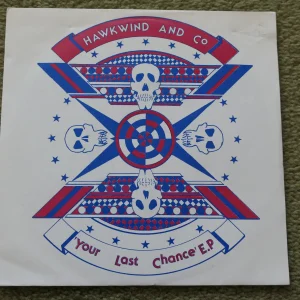 HAWKWIND AND Co
'Your Last Chance' E.P